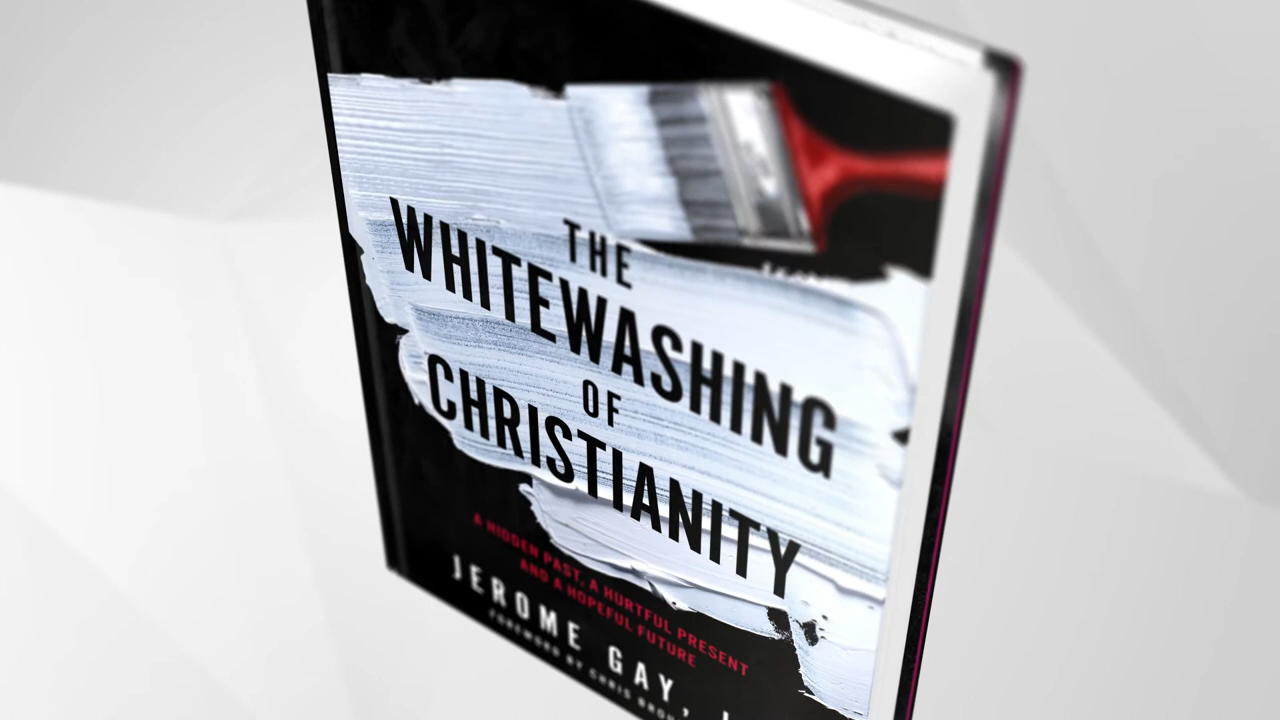 THE
WHITEWASHING
OF
CHRISTIANITY
A HIDDEN PAST, A HURTFUL PRESENT
AND A HOPEFUL FUTURE
JEROME GAY,
FOREWORD BY CHRIS